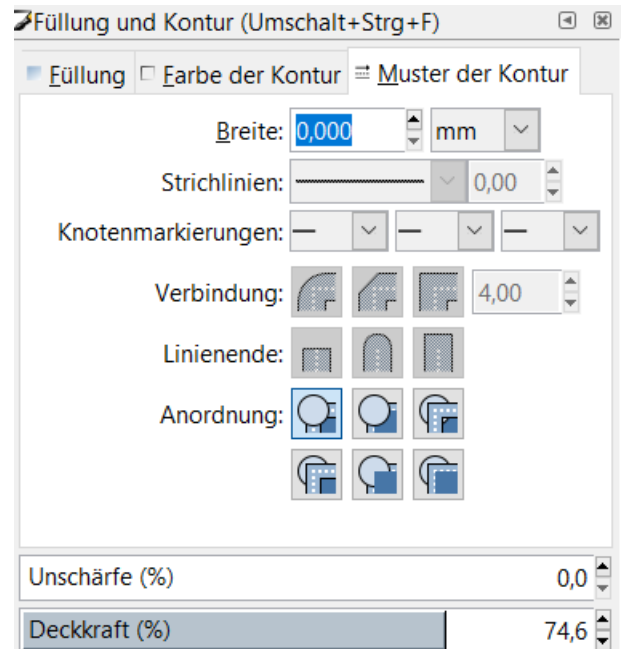 Füllung und Kontur (Umschalt+Strg+F)
Füllung Farbe der Kontur Muster der Kontur
Breite: 0,000 mm
Strichlinien: 0,00
Knotenmarkierungen:
Verbindung: 4,00
Linienende:
Anordnung:
Unschärfe (%) 0,0
Deckkraft (%) 74,6